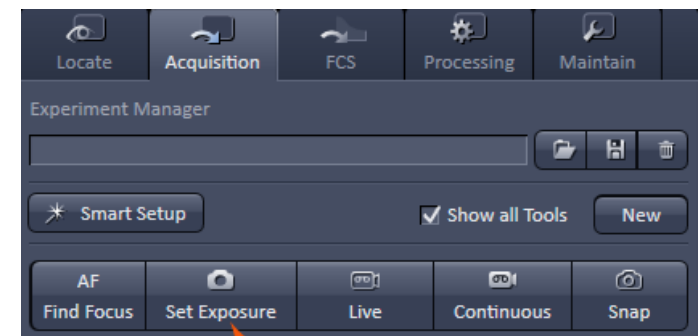 Locate Acquisition FCS Processing Maintain
Experiment Manager
Smart Setup Show all Tools New
AF
Find Focus Set Exposure Live Continuous Snap